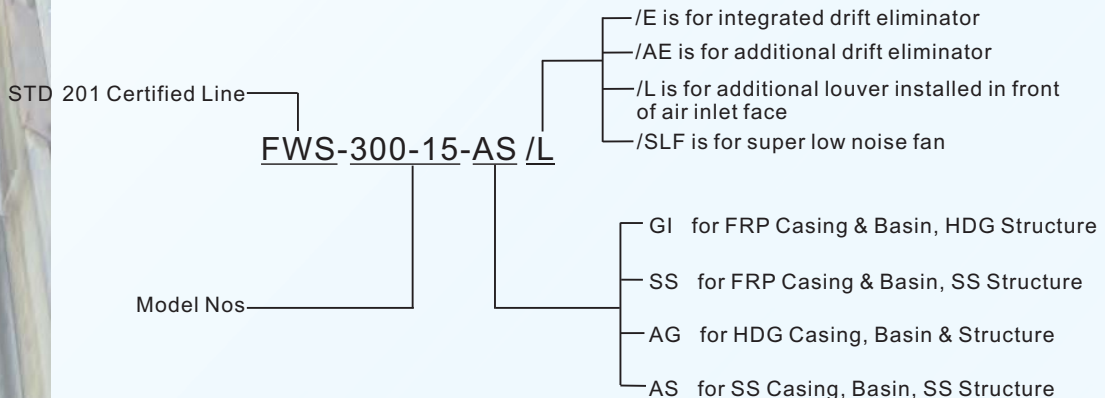 /E is for integrated drift eliminator
/AE is for additional drift eliminator
/L is for additional louver installed in front
of air inlet face
/SLF is for super low noise fan
STD 201 Certified Line
FWS-300-15-AS /L
GI for FRP Casing & Basin, HDG Structure
SS for FRP Casing & Basin, SS Structure
Model Nos
AG for HDG Casing, Basin & Structure
AS for SS Casing, Basin, SS Structure